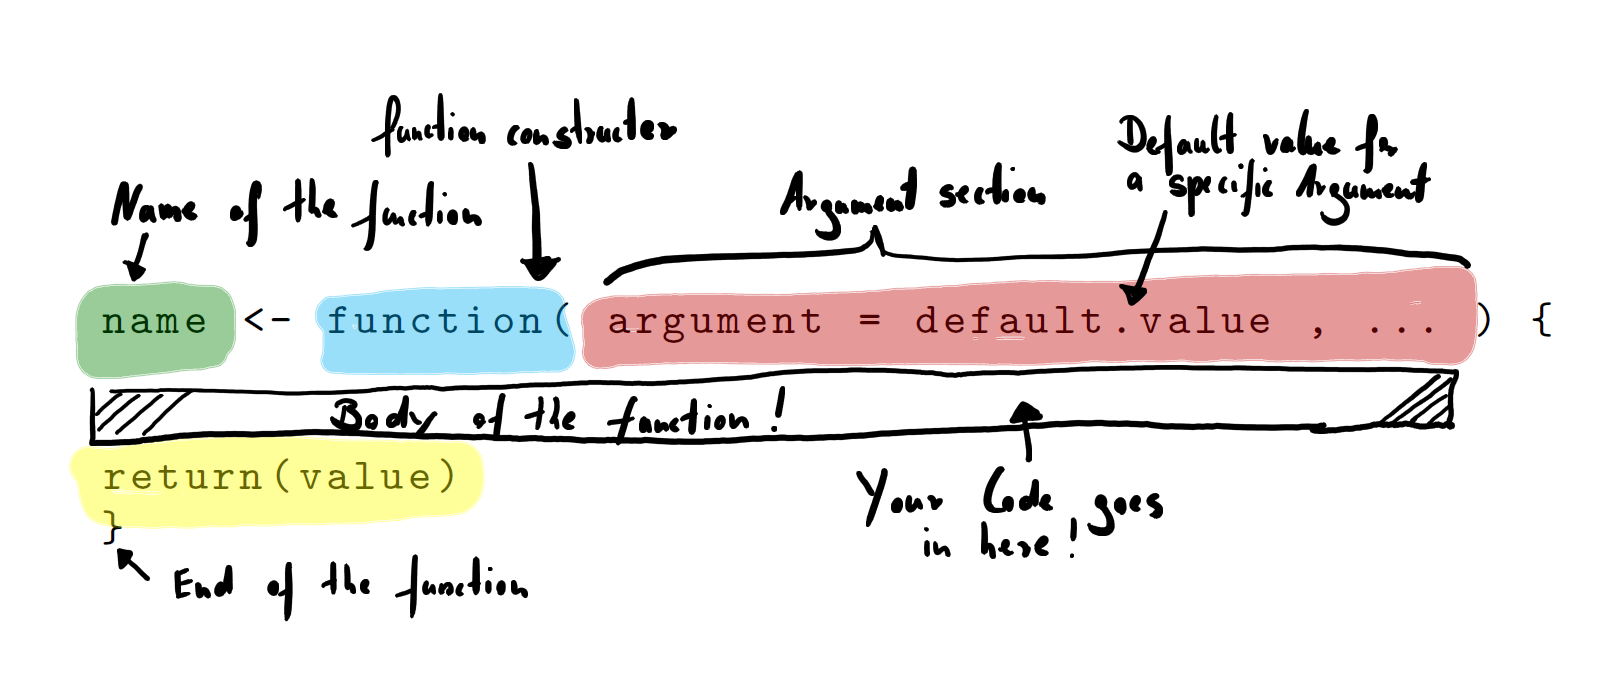 function constructer
Default value for
a specific Argument
Name of the function
Argument section
name <- function( argument = default.value , ... ) {
Body of the function!
return(value)
Your Code goes
in here!
}
End of the function